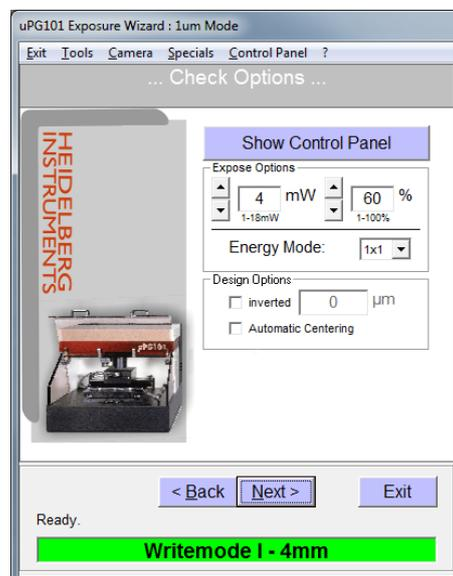 uPG101 Exposure Wizard : 1um Mode
Exit Tools Camera Specials Control Panel ?
... Check Options ...
HEIDELBERG
INSTRUMENTS
µPG101
Show Control Panel
Expose Options
4 mW 60 %
1-18mW 1-100%
Energy Mode: 1x1
Design Options
inverted 0 µm
Automatic Centering
< Back Next > Exit
Ready.
Writemode I - 4mm